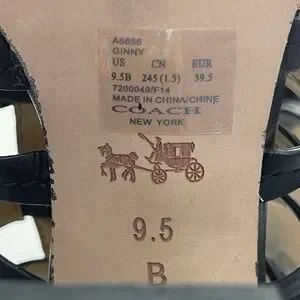 A6656
GINNY
US CN EUR
9.5B 245 (1.5) 39.5
7200049/F14
MADE IN CHINA/CHINE
COACH
NEW YORK
9.5
B